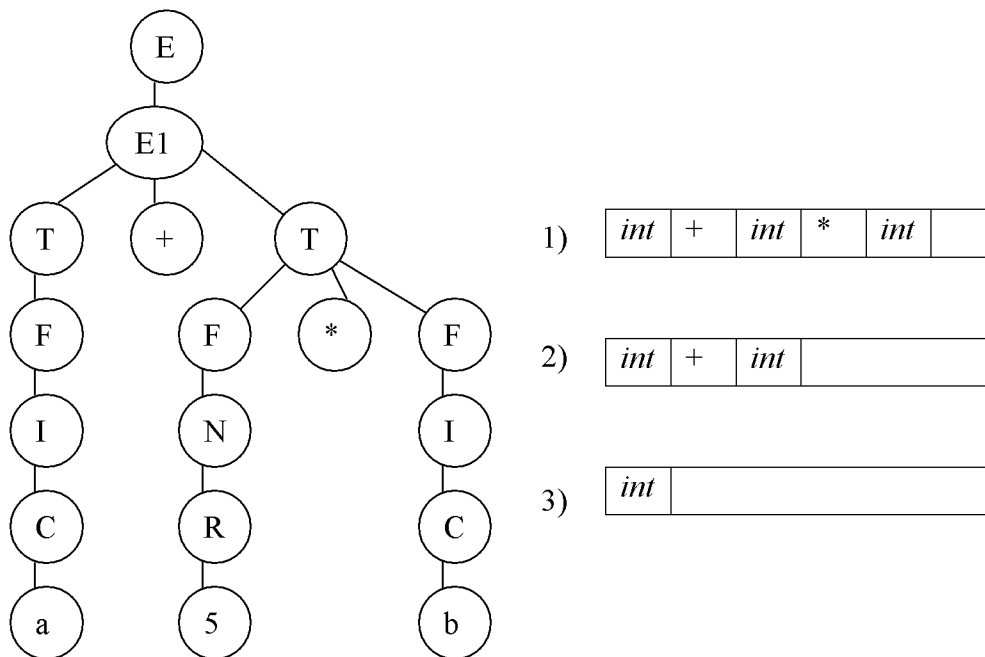 E
E1
T + T
F F * F
I N I
C R C
a 5 b
1) int + int * int
2) int + int
3) int